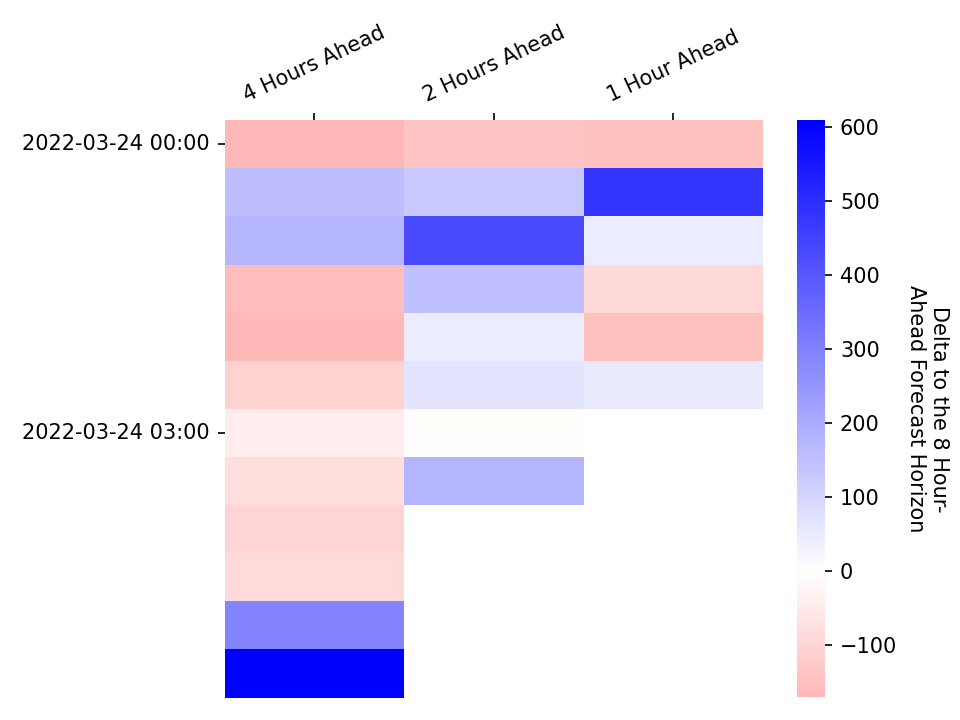 4 Hours Ahead
2 Hours Ahead
1 Hour Ahead
2022-03-24 00:00
2022-03-24 03:00
600
500
400
300
200
100
0
−100
Delta to the 8 Hour-
Ahead Forecast Horizon